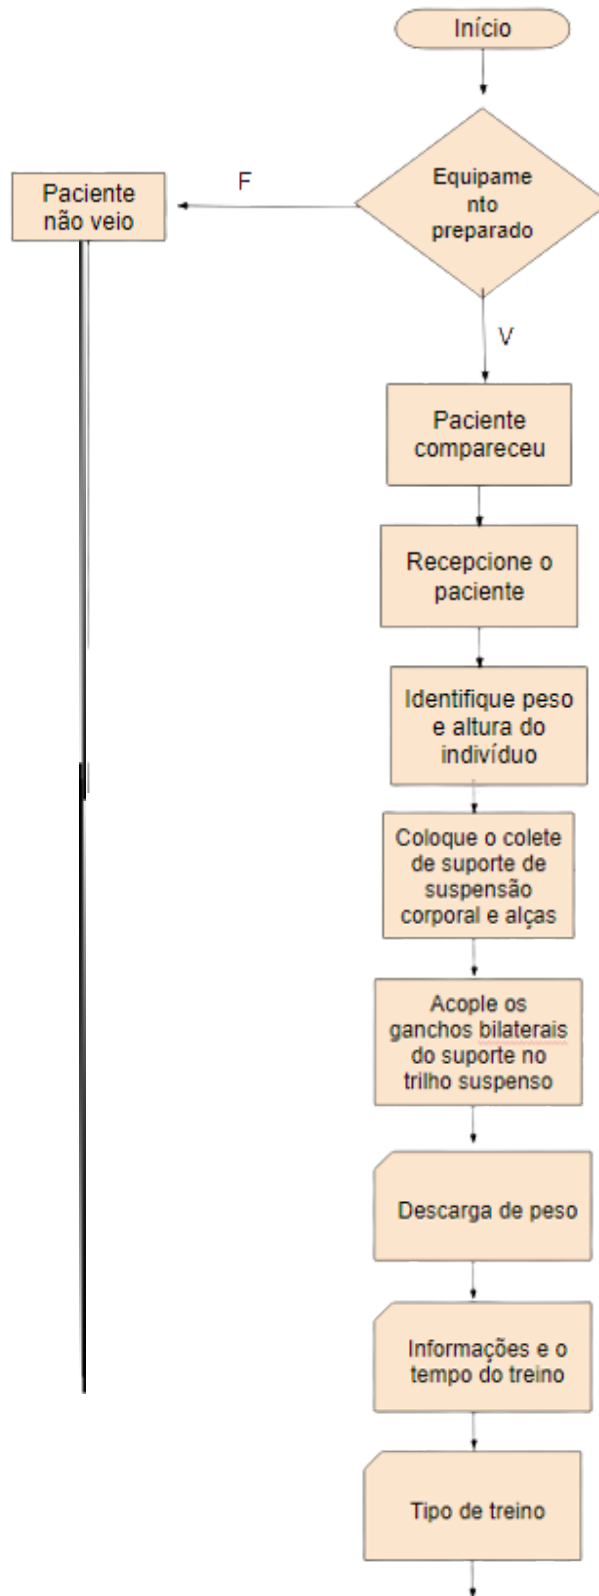 Início
Equipame
nto
preparado
F
Paciente
não veio
V
Paciente
compareceu
Recepcione o
paciente
Identifique peso
e altura do
indivíduo
Coloque o colete
de suporte de
suspensão
corporal e alças
Acople os
ganchos bilaterais
do suporte no
trilho suspenso
Descarga de peso
Informações e o
tempo do treino
Tipo de treino